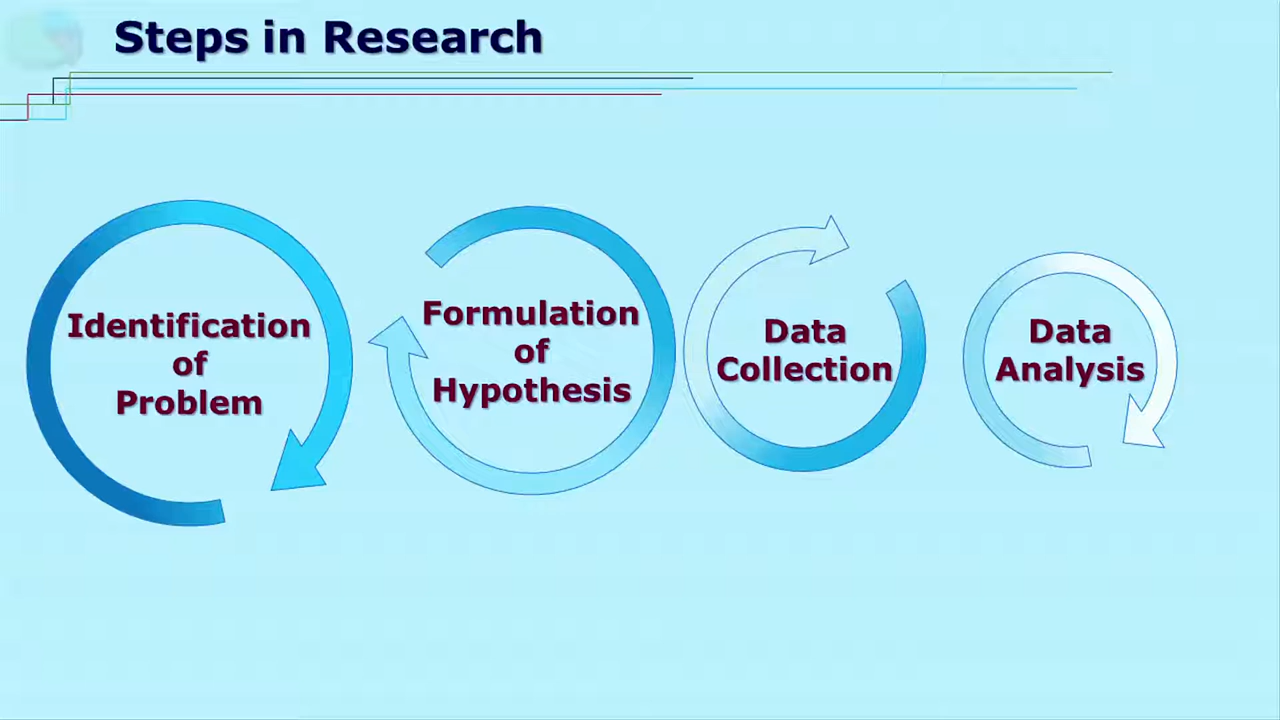 Steps in Research
Identification
of
Problem
Formulation
of
Hypothesis
Data
Collection
Data
Analysis